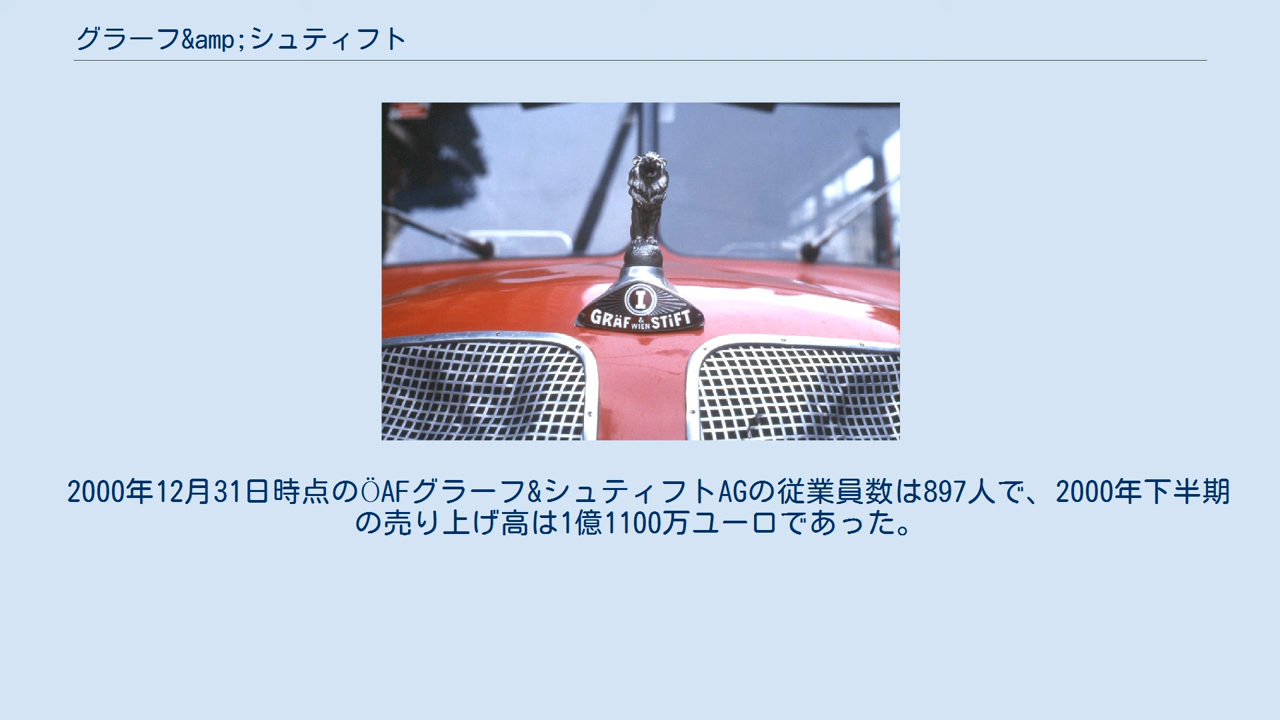 グラーフ&amp;シュティフト
I
GRÄF & WIEN STiFT
2000年12月31日時点のÖAFグラーフ&シュティフトAGの従業員数は897人で、2000年下半期
の売り上げ高は1億1100万ユーロであった。